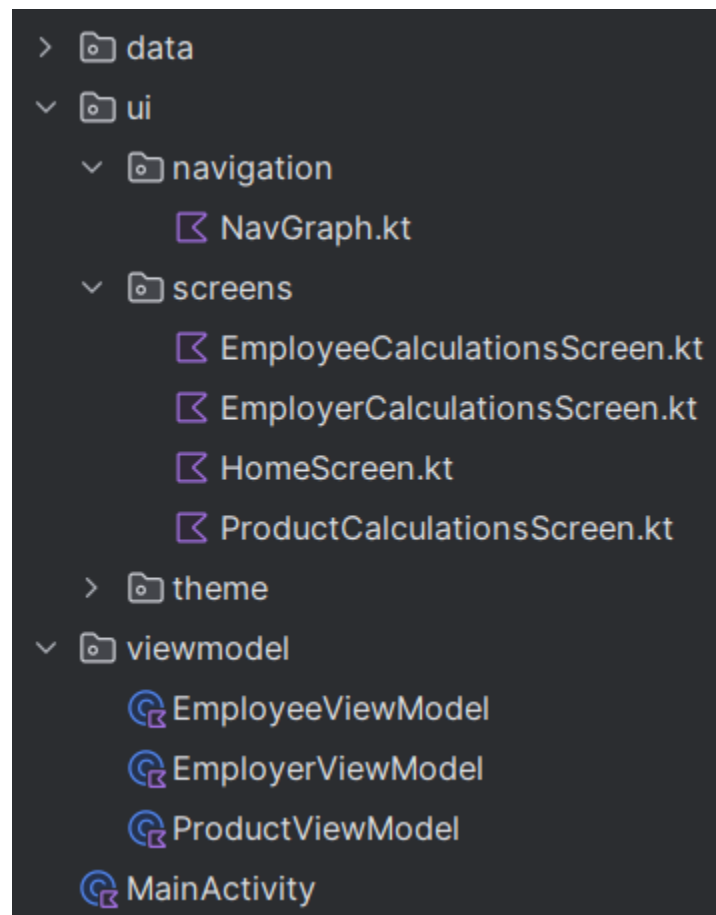 data
ui
navigation
NavGraph.kt
screens
EmployeeCalculationsScreen.kt
EmployerCalculationsScreen.kt
HomeScreen.kt
ProductCalculationsScreen.kt
theme
viewmodel
EmployeeViewModel
EmployerViewModel
ProductViewModel
MainActivity